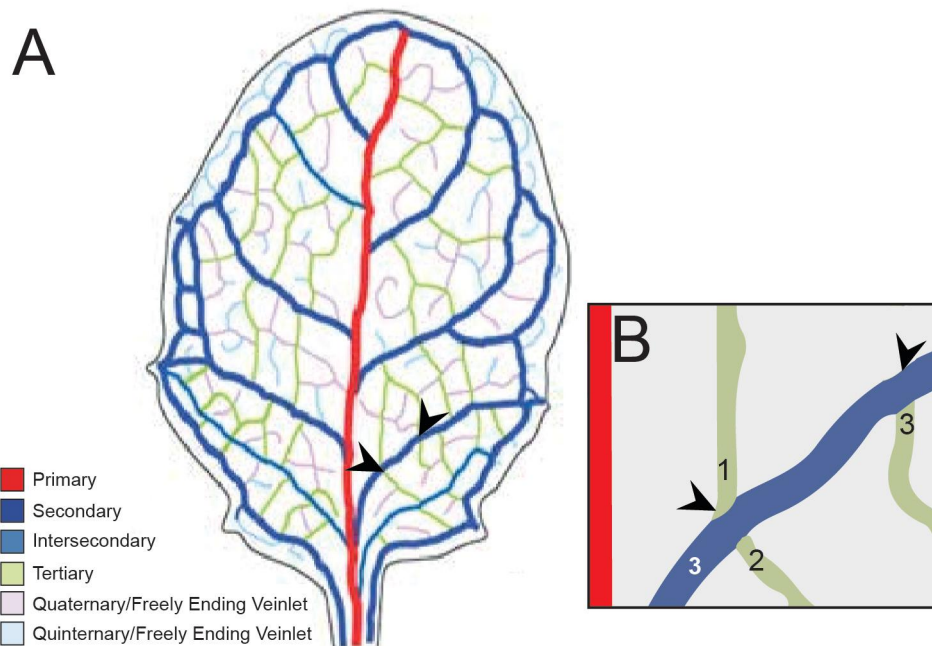 A
B
1
3
2
3
Primary
Secondary
Intersecondary
Tertiary
Quaternary/Freely Ending Veinlet
Quinternary/Freely Ending Veinlet